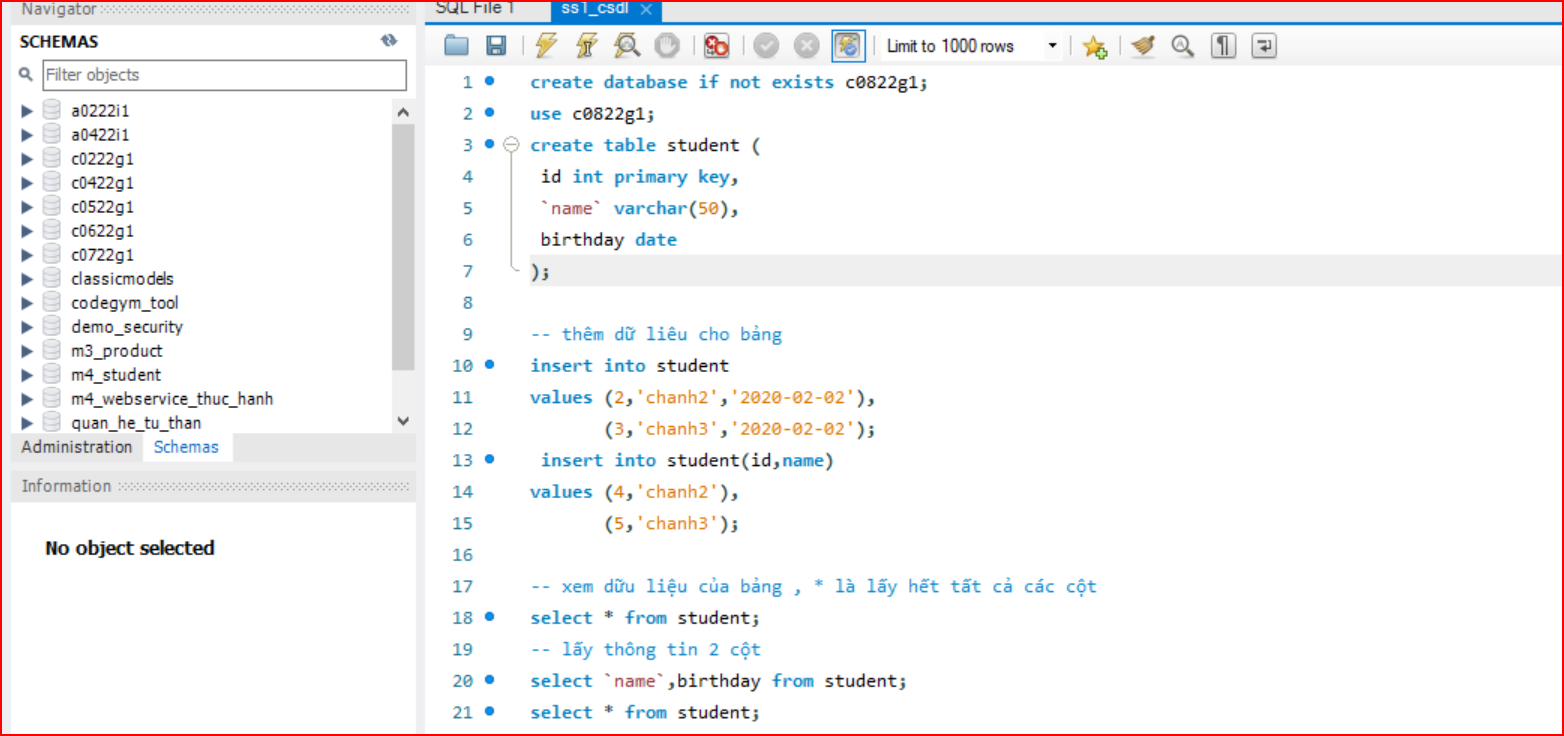 Navigator
SCHEMAS
Filter objects
a0222i1
a0422i1
c0222g1
c0422g1
c0522g1
c0622g1
c0722g1
classicmodels
codegym_tool
demo_security
m3_product
m4_student
m4_webservice_thuc_hanh
quan_he_tu_than
Administration Schemas
Information
No object selected
SQL File 1 ss1_csdl
Limit to 1000 rows
1 create database if not exists c0822g1;
2 use c0822g1;
3 create table student (
4 id int primary key,
5 `name` varchar(50),
6 birthday date
7 );
8
9 -- thêm dữ liêu cho bảng
10 insert into student
11 values (2,'chanh2','2020-02-02'),
12 (3,'chanh3','2020-02-02');
13 insert into student(id,name)
14 values (4,'chanh2'),
15 (5,'chanh3');
16
17 -- xem dữu liệu của bảng , * là lấy hết tất cả các cột
18 select * from student;
19 -- lấy thông tin 2 cột
20 select `name`,birthday from student;
21 select * from student;